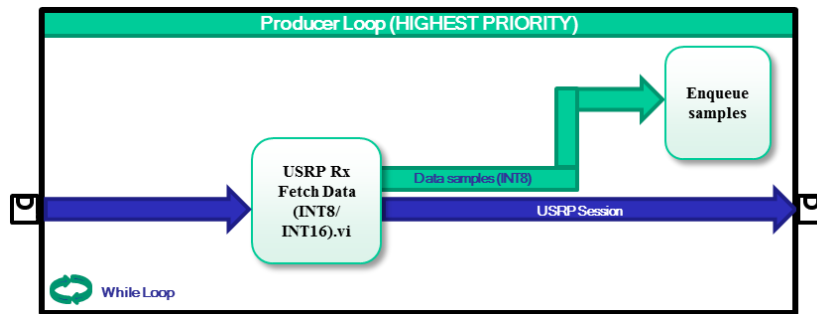 Producer Loop (HIGHEST PRIORITY)
Enqueue
samples
USRP Rx
Fetch Data
(INT8/
INT16).vi
Data samples (INT8)
USRP Session
While Loop